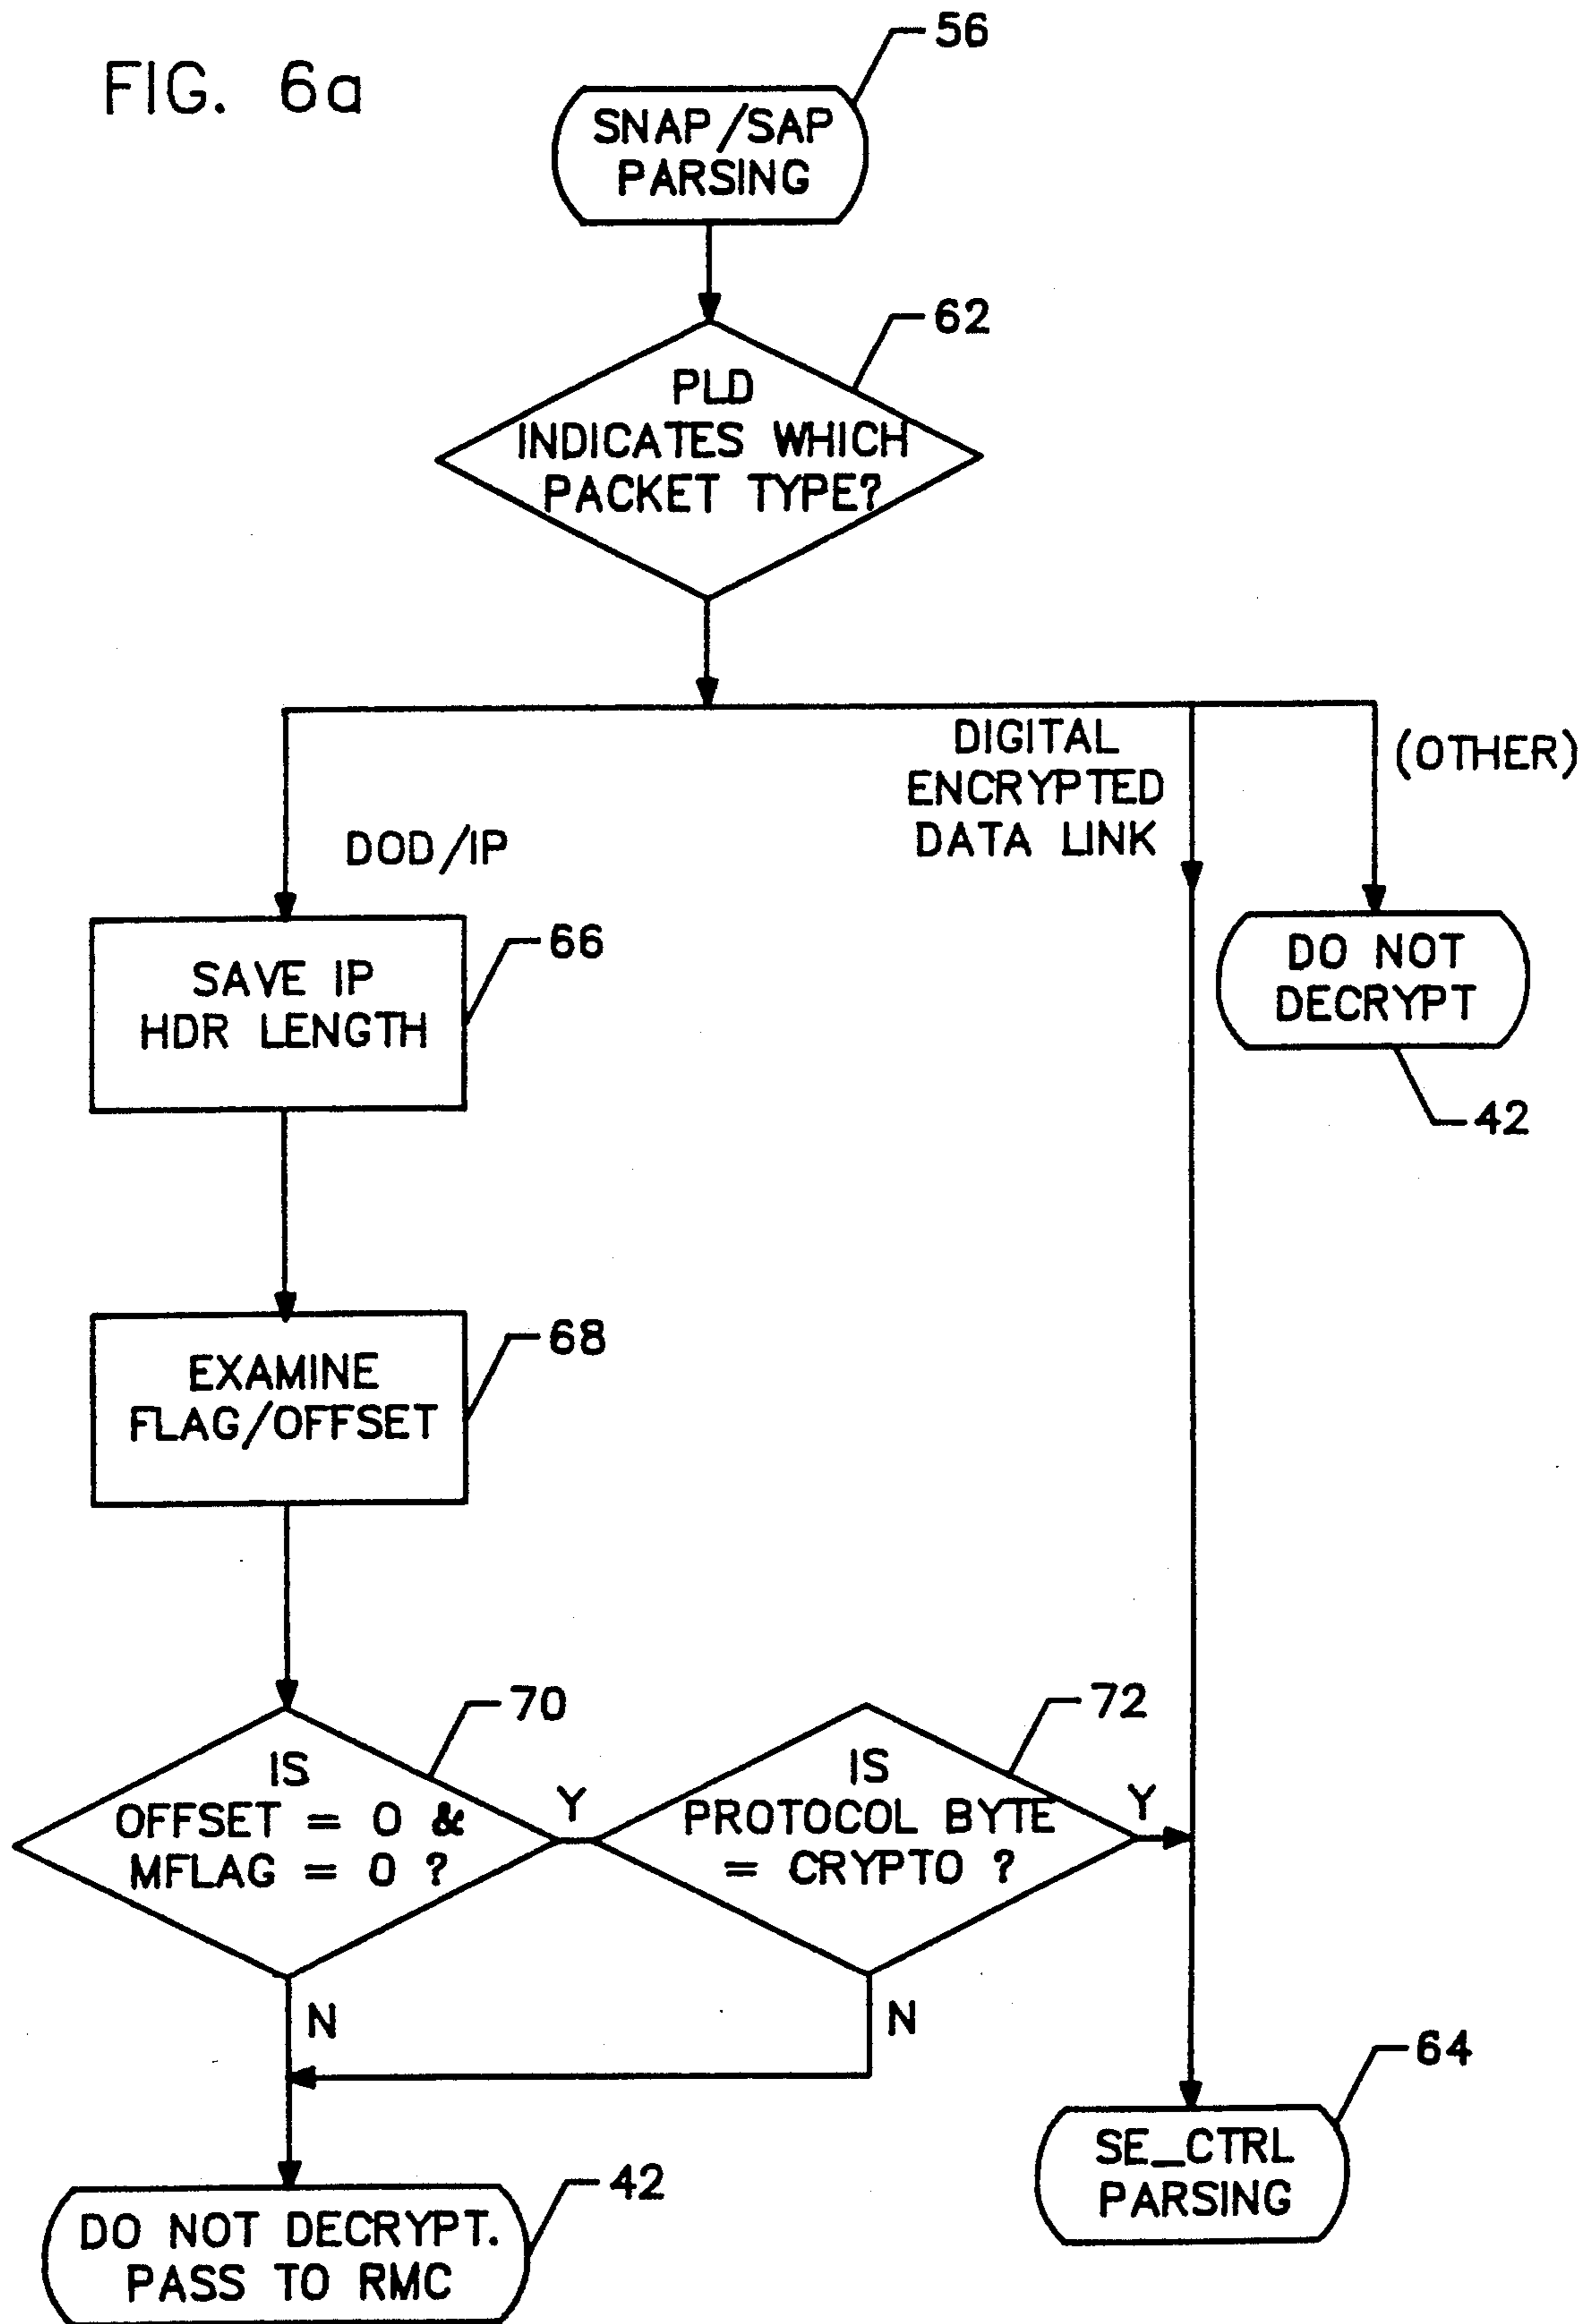 FIG. 6a
56
SNAP/SAP
PARSING
62
PLD
INDICATES WHICH
PACKET TYPE?
DIGITAL
ENCRYPTED
DATA LINK
(OTHER)
DOD/IP
SAVE IP
HDR LENGTH
66
DO NOT
DECRYPT
42
EXAMINE
FLAG/OFFSET
68
70
IS
OFFSET = 0 &
MFLAG = 0 ?
Y
N
72
IS
PROTOCOL BYTE
= CRYPTO ?
Y
N
64
SE_CTRL
PARSING
42
DO NOT DECRYPT.
PASS TO RMC